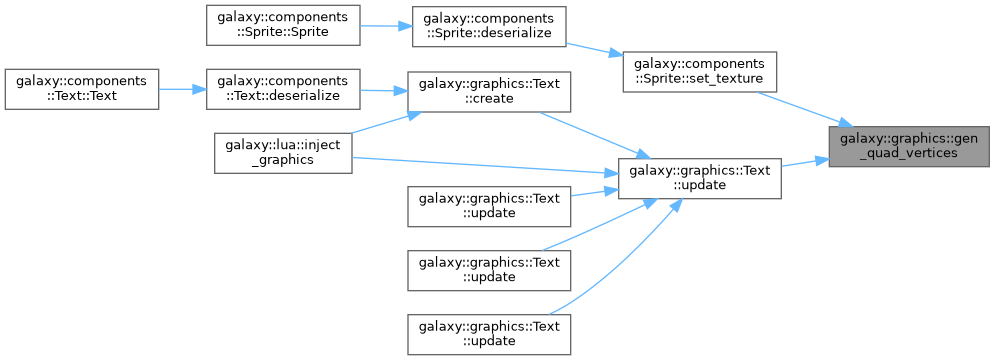 galaxy::components
::Sprite::Sprite
galaxy::components
::Sprite::deserialize
galaxy::components
::Sprite::set_texture
galaxy::components
::Text::Text
galaxy::components
::Text::deserialize
galaxy::graphics::Text
::create
galaxy::lua::inject
_graphics
galaxy::graphics::gen
_quad_vertices
galaxy::graphics::Text
::update
galaxy::graphics::Text
::update
galaxy::graphics::Text
::update
galaxy::graphics::Text
::update